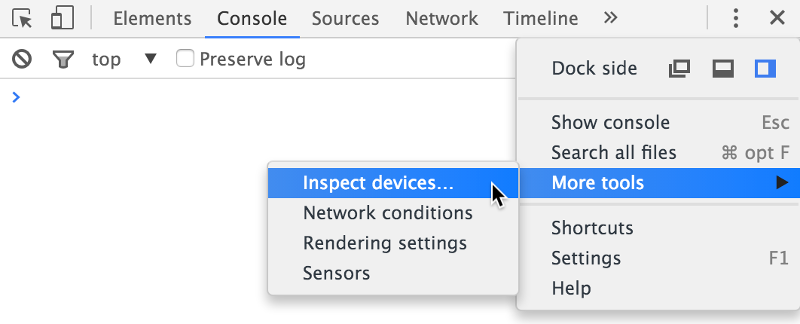 Elements Console Sources Network Timeline »
top ▼ Preserve log
>
Dock side
Show console Esc
Search all files ⌘ opt F
More tools ▶
Inspect devices...
Network conditions
Rendering settings
Sensors
Shortcuts
Settings F1
Help